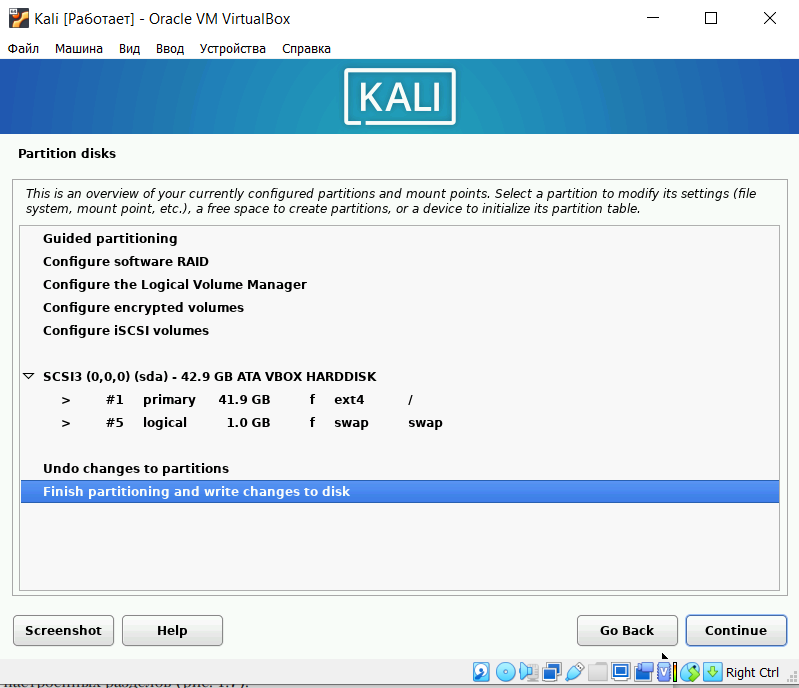 Kali [Работает] - Oracle VM VirtualBox
Файл Машина Вид Ввод Устройства Справка
KALI
Partition disks
This is an overview of your currently configured partitions and mount points. Select a partition to modify its settings (file
system, mount point, etc.), a free space to create partitions, or a device to initialize its partition table.
Guided partitioning
Configure software RAID
Configure the Logical Volume Manager
Configure encrypted volumes
Configure iSCSI volumes
SCSI3 (0,0,0) (sda) - 42.9 GB ATA VBOX HARDDISK
> #1 primary 41.9 GB f ext4 /
> #5 logical 1.0 GB f swap swap
Undo changes to partitions
Finish partitioning and write changes to disk
Screenshot Help Go Back Continue
Right Ctrl